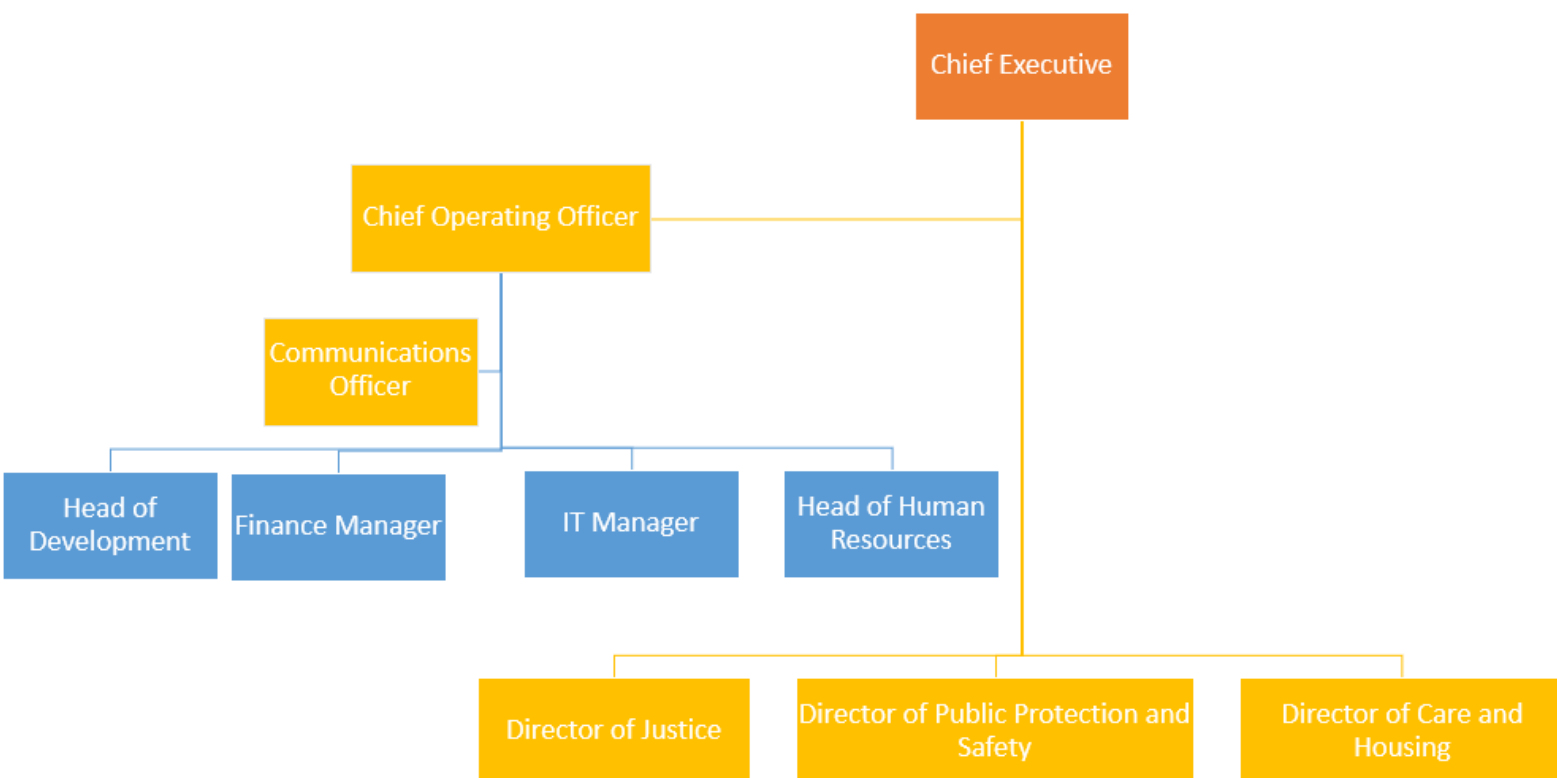 Chief Executive
Chief Operating Officer
Communications
Officer
Head of
Development
Finance Manager
IT Manager
Head of Human
Resources
Director of Justice
Director of Public Protection and
Safety
Director of Care and
Housing